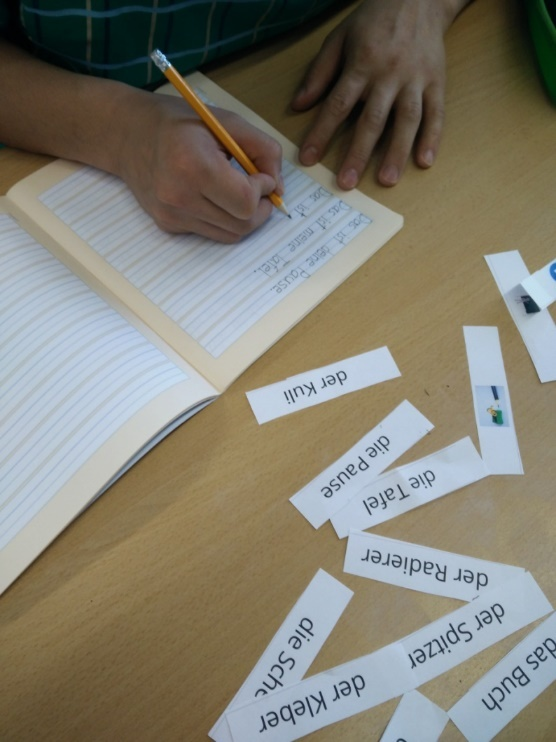 Das ist deine Pause.
Das ist meine Tafel.
Das ist
der Kuli
die Pause
die Tafel
der Radierer
der Spitzer
die Sche
der Kleber
das Buch